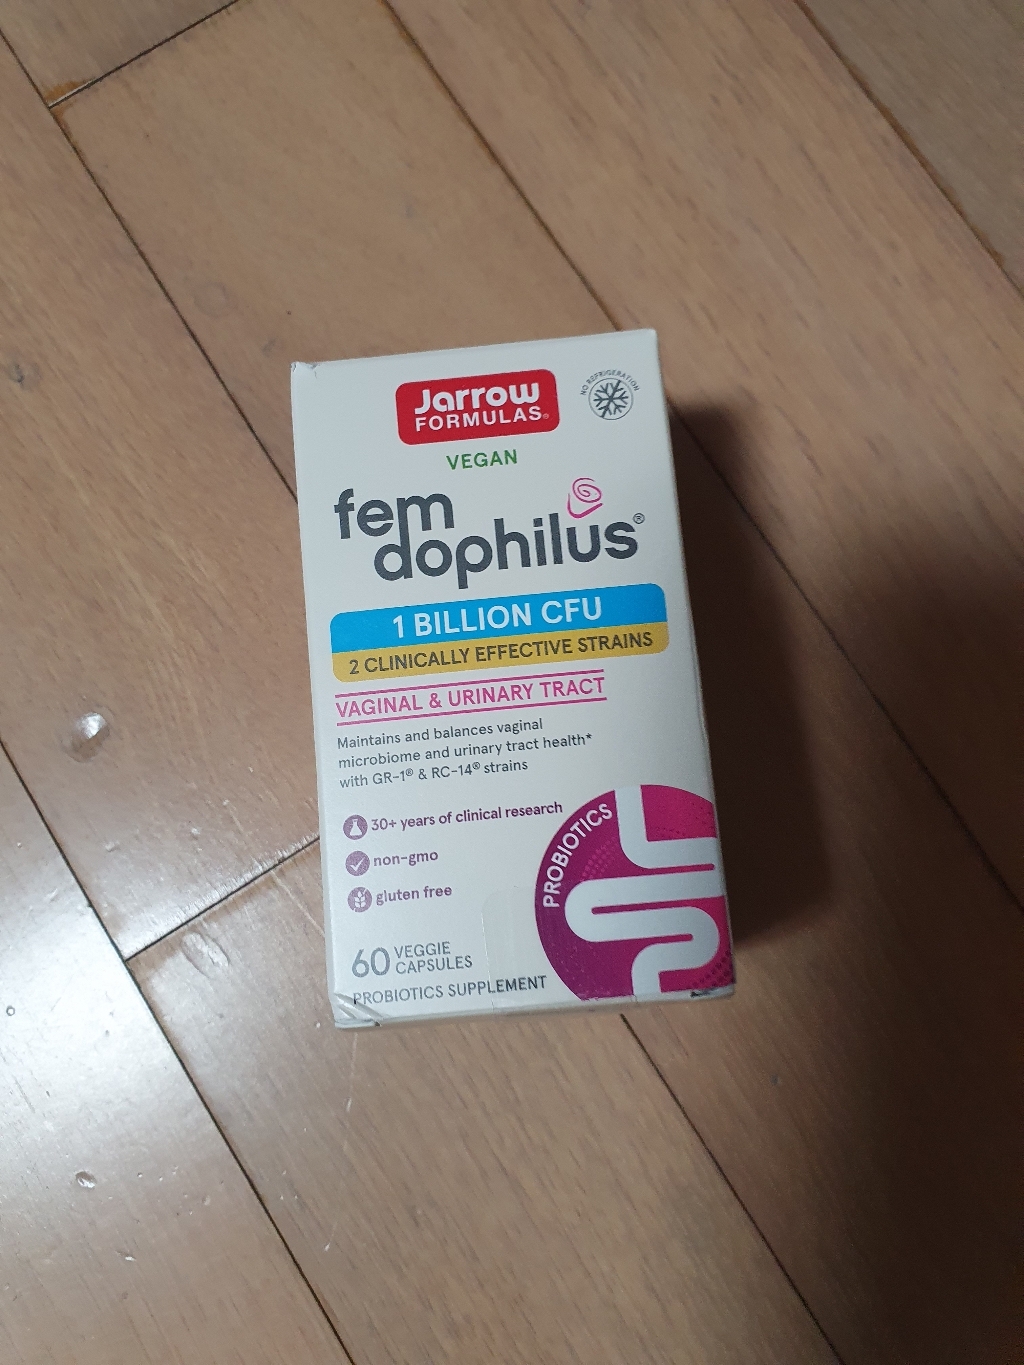 Jarrow
FORMULAS®
NO REFRIGERATION
VEGAN
fem
dophilus®
1 BILLION CFU
2 CLINICALLY EFFECTIVE STRAINS
VAGINAL & URINARY TRACT
Maintains and balances vaginal
microbiome and urinary tract health*
with GR-1® & RC-14® strains
30+ years of clinical research
non-gmo
gluten free
PROBIOTICS
60 VEGGIE
CAPSULES
PROBIOTICS SUPPLEMENT